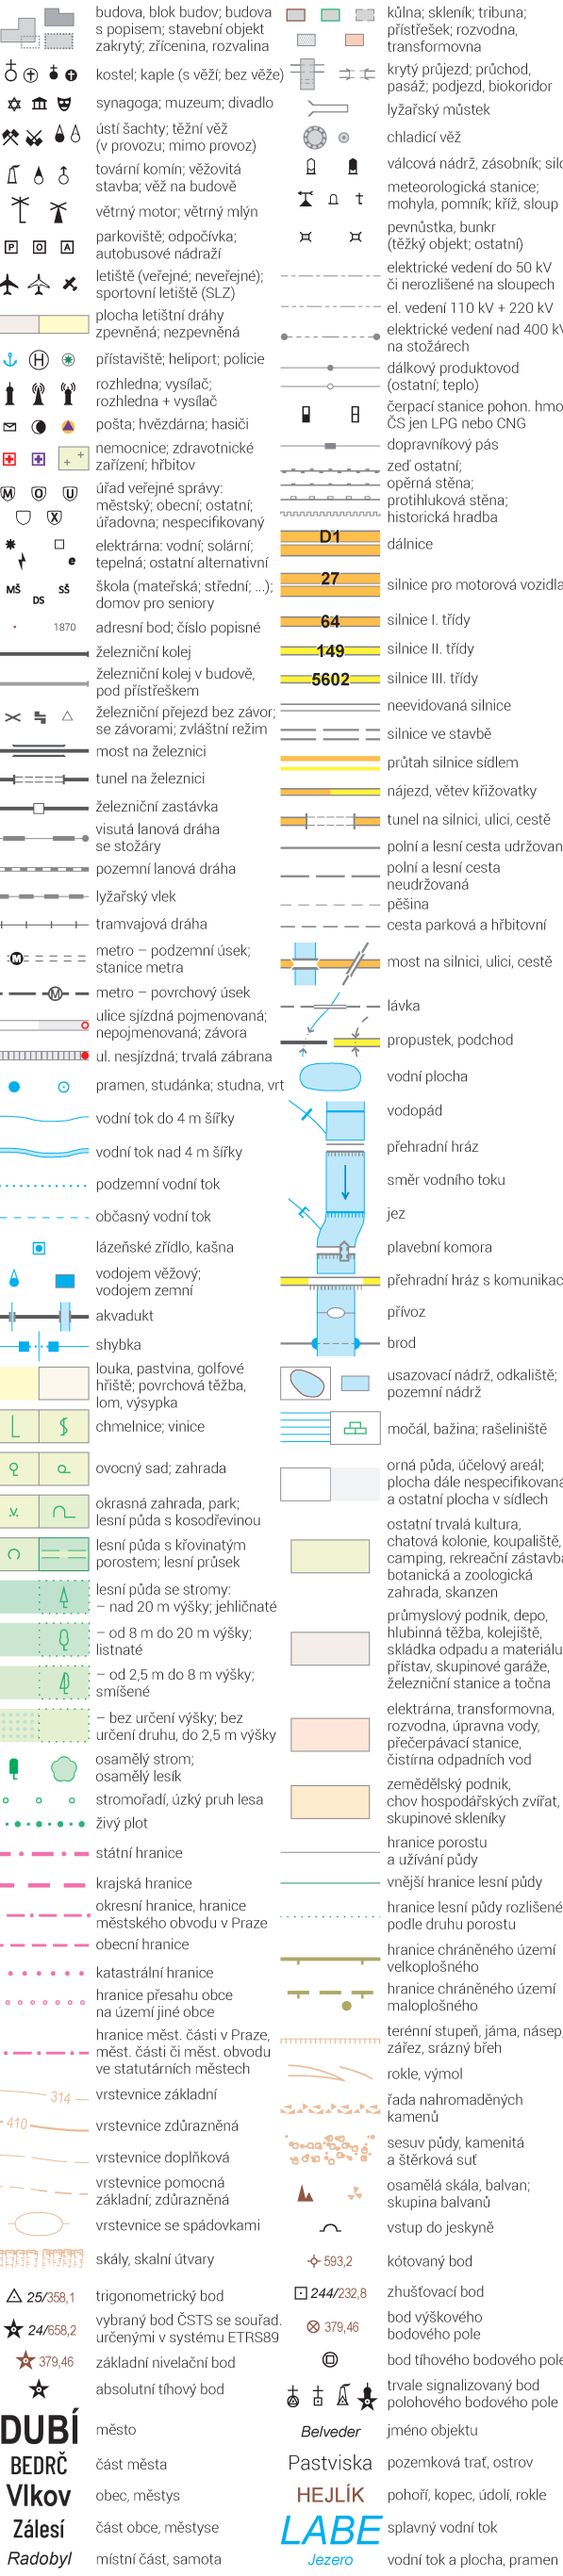 budova, blok budov; budova
s popisem; stavební objekt
zakrytý; zřícenina, rozvalina
kostel; kaple (s věží; bez věže)
synagoga; muzeum; divadlo
ústí šachty; těžní věž
(v provozu; mimo provoz)
tovární komín; věžovitá
stavba; věž na budově
větrný motor; větrný mlýn
P O A
parkoviště; odpočívka;
autobusové nádraží
letiště (veřejné; neveřejné);
sportovní letiště (SLZ)
plocha letištní dráhy
zpevněná; nezpevněná
H
přístaviště; heliport; policie
rozhledna; vysílač;
rozhledna + vysílač
pošta; hvězdárna; hasiči
nemocnice; zdravotnické
zařízení; hřbitov
M O U
X
úřad veřejné správy:
městský; obecní; ostatní;
úřadovna; nespecifikovaný
e
elektrárna: vodní; solární;
tepelná; ostatní alternativní
MŠ SŠ
DS
škola (mateřská; střední; ...);
domov pro seniory
1870
adresní bod; číslo popisné
železniční kolej
železniční kolej v budově,
pod přístřeškem
železniční přejezd bez závor;
se závorami; zvláštní režim
most na železnici
tunel na železnici
železniční zastávka
visutá lanová dráha
se stožáry
pozemní lanová dráha
lyžařský vlek
tramvajová dráha
M
metro – podzemní úsek;
stanice metra
M
metro – povrchový úsek
ulice sjízdná pojmenovaná;
nepojmenovaná; závora
ul. nesjízdná; trvalá zábrana
pramen, studánka; studna, vrt
vodní tok do 4 m šířky
vodní tok nad 4 m šířky
podzemní vodní tok
občasný vodní tok
lázeňské zřídlo, kašna
vodojem věžový;
vodojem zemní
akvadukt
shybka
louka, pastvina, golfové
hřiště; povrchová těžba,
lom, výsypka
chmelnice; vinice
ovocný sad; zahrada
okrasná zahrada, park;
lesní půda s kosodřevinou
lesní půda s křovinatým
porostem; lesní průsek
lesní půda se stromy:
– nad 20 m výšky; jehličnaté
– od 8 m do 20 m výšky;
listnaté
– od 2,5 m do 8 m výšky;
smíšené
– bez určení výšky; bez
určení druhu, do 2,5 m výšky
osamělý strom;
osamělý lesík
stromořadí, úzký pruh lesa
živý plot
státní hranice
krajská hranice
okresní hranice, hranice
městského obvodu v Praze
obecní hranice
katastrální hranice
hranice přesahu obce
na území jiné obce
hranice měst. části v Praze,
měst. části či měst. obvodu
ve statutárních městech
314
vrstevnice základní
410
vrstevnice zdůrazněná
vrstevnice doplňková
vrstevnice pomocná
základní; zdůrazněná
vrstevnice se spádovkami
skály, skalní útvary
25/358,1
trigonometrický bod
24/658,2
vybraný bod ČSTS se souřad.
určenými v systému ETRS89
379,46
základní nivelační bod
absolutní tíhový bod
DUBÍ
město
BEDRČ
část města
Vlkov
obec, městys
Zálesí
část obce, městyse
Radobyl
místní část, samota
kůlna; skleník; tribuna;
přístřešek; rozvodna,
transformovna
krytý průjezd; průchod,
pasáž; podjezd, biokoridor
lyžařský můstek
chladicí věž
válcová nádrž, zásobník; silo
meteorologická stanice;
mohyla, pomník; kříž, sloup
pevnůstka, bunkr
(těžký objekt; ostatní)
elektrické vedení do 50 kV
či nerozlišené na sloupech
el. vedení 110 kV + 220 kV
elektrické vedení nad 400 kV
na stožárech
dálkový produktovod
(ostatní; teplo)
čerpací stanice pohon. hmot
ČS jen LPG nebo CNG
dopravníkový pás
zeď ostatní;
opěrná stěna;
protihluková stěna;
historická hradba
D1
dálnice
27
silnice pro motorová vozidla
64
silnice I. třídy
149
silnice II. třídy
5602
silnice III. třídy
neevidovaná silnice
silnice ve stavbě
průtah silnice sídlem
nájezd, větev křižovatky
tunel na silnici, ulici, cestě
polní a lesní cesta udržovaná
polní a lesní cesta
neudržovaná
pěšina
cesta parková a hřbitovní
most na silnici, ulici, cestě
lávka
propustek, podchod
vodní plocha
vodopád
přehradní hráz
směr vodního toku
jez
plavební komora
přehradní hráz s komunikac
přívoz
brod
usazovací nádrž, odkaliště;
pozemní nádrž
močál, bažina; rašeliniště
orná půda, účelový areál;
plocha dále nespecifikovaná
a ostatní plocha v sídlech
ostatní trvalá kultura,
chatová kolonie, koupaliště,
camping, rekreační zástavba
botanická a zoologická
zahrada, skanzen
průmyslový podnik, depo,
hlubinná těžba, kolejiště,
skládka odpadu a materiálu
přístav, skupinové garáže,
železniční stanice a točna
elektrárna, transformovna,
rozvodna, úpravna vody,
přečerpávací stanice,
čistírna odpadních vod
zemědělský podnik,
chov hospodářských zvířat,
skupinové skleníky
hranice porostu
a užívání půdy
vnější hranice lesní půdy
hranice lesní půdy rozlišené
podle druhu porostu
hranice chráněného území
velkoplošného
hranice chráněného území
maloplošného
terénní stupeň, jáma, násep,
zářez, srázný břeh
rokle, výmol
řada nahromaděných
kamenů
sesuv půdy, kamenitá
a štěrková suť
osamělá skála, balvan;
skupina balvanů
vstup do jeskyně
593,2
kótovaný bod
244/232,8
zhušťovací bod
379,46
bod výškového
bodového pole
bod tíhového bodového pole
trvale signalizovaný bod
polohového bodového pole
Belveder
jméno objektu
Pastviska
pozemková trať, ostrov
HEJLÍK
pohoří, kopec, údolí, rokle
LABE
splavný vodní tok
Jezero
vodní tok a plocha, pramen